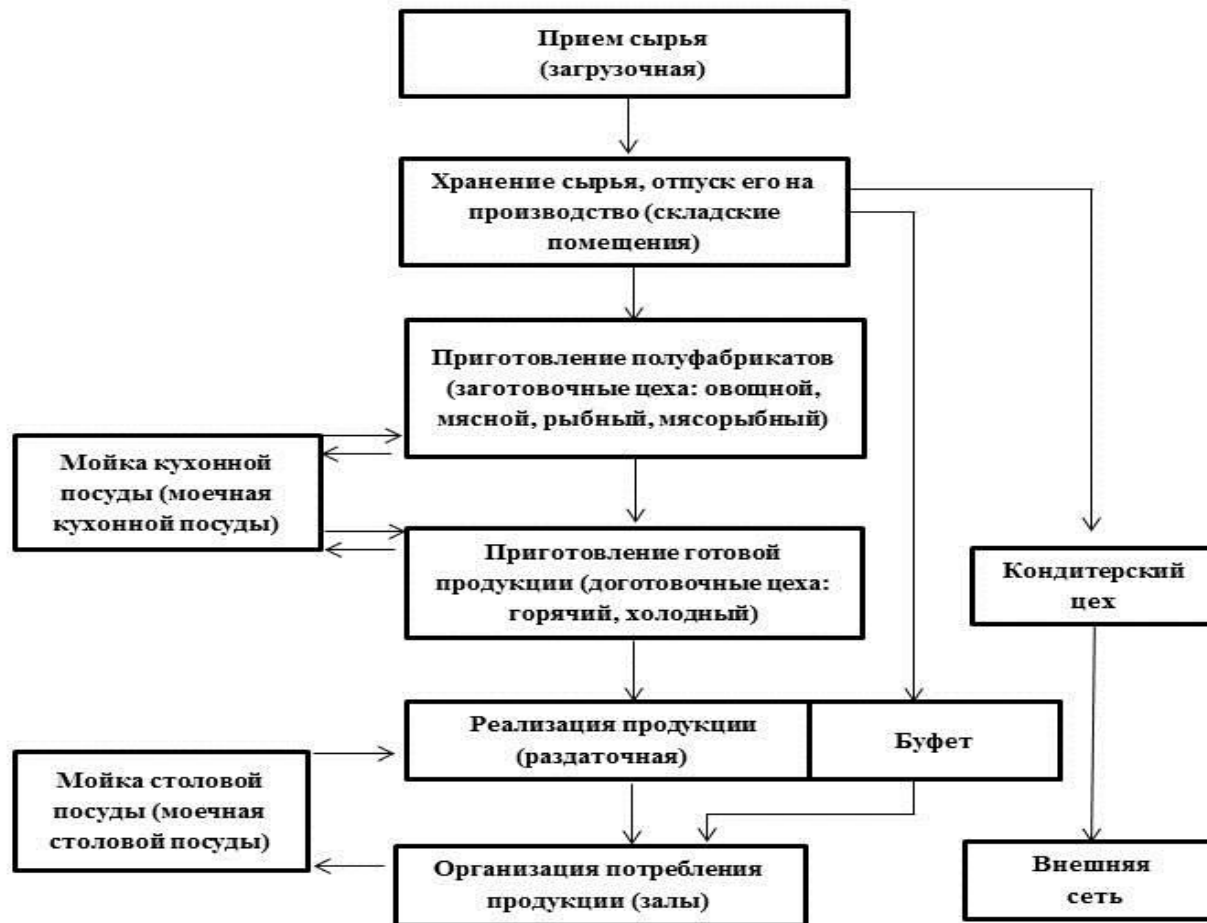 Прием сырья
(загрузочная)
Хранение сырья, отпуск его на
производство (складские
помещения)
Приготовление полуфабрикатов
(заготовочные цеха: овощной,
мясной, рыбный, мясорыбный)
Мойка кухонной
посуды (моечная
кухонной посуды)
Приготовление готовой
продукции (доготовочные цеха:
горячий, холодный)
Кондитерский
цех
Реализация продукции
(раздаточная)
Буфет
Мойка столовой
посуды (моечная
столовой посуды)
Организация потребления
продукции (залы)
Внешняя
сеть